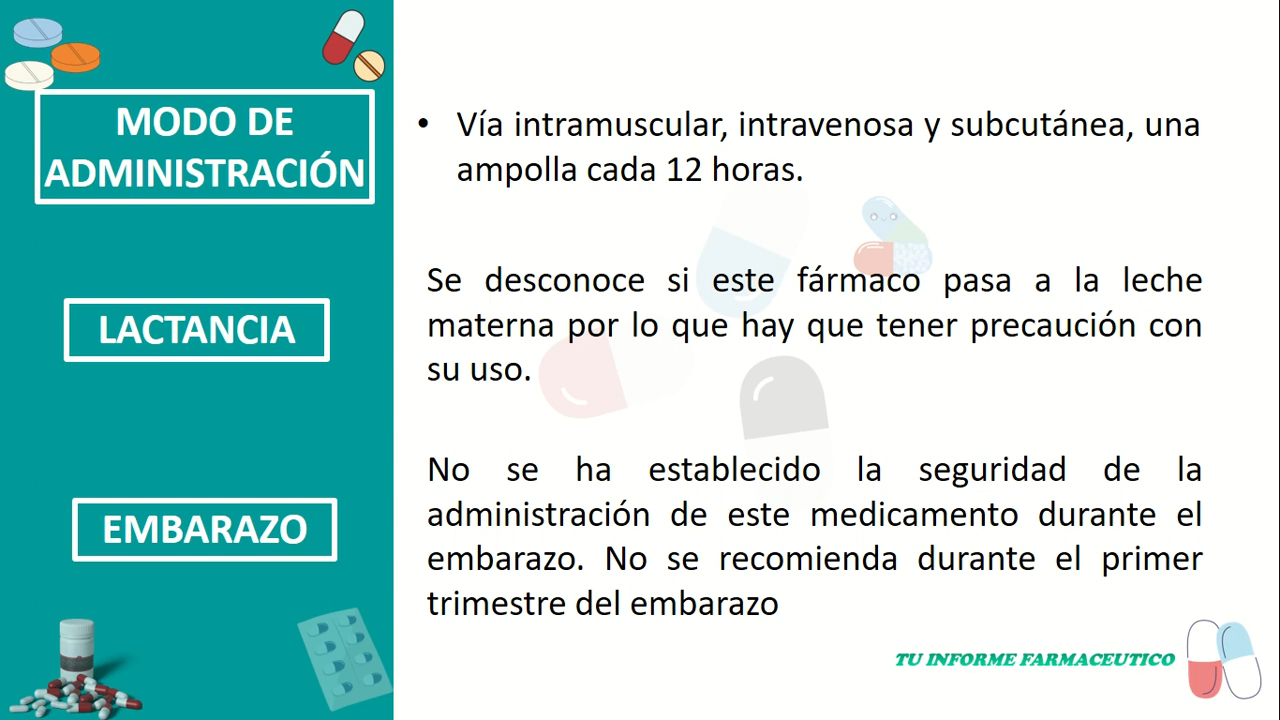 MODO DE
ADMINISTRACIÓN
• Vía intramuscular, intravenosa y subcutánea, una
ampolla cada 12 horas.
LACTANCIA
Se desconoce si este fármaco pasa a la leche
materna por lo que hay que tener precaución con
su uso.
EMBARAZO
No se ha establecido la seguridad de la
administración de este medicamento durante el
embarazo. No se recomienda durante el primer
trimestre del embarazo
TU INFORME FARMACEUTICO